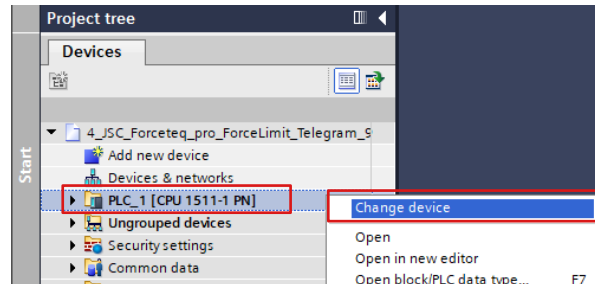 Project tree
Devices
Start
4_JSC_Forceteq_pro_ForceLimit_Telegram_9
Add new device
Devices & networks
PLC_1 [CPU 1511-1 PN]
Ungrouped devices
Security settings
Common data
Change device
Open
Open in new editor
Open block/PLC data type... F7